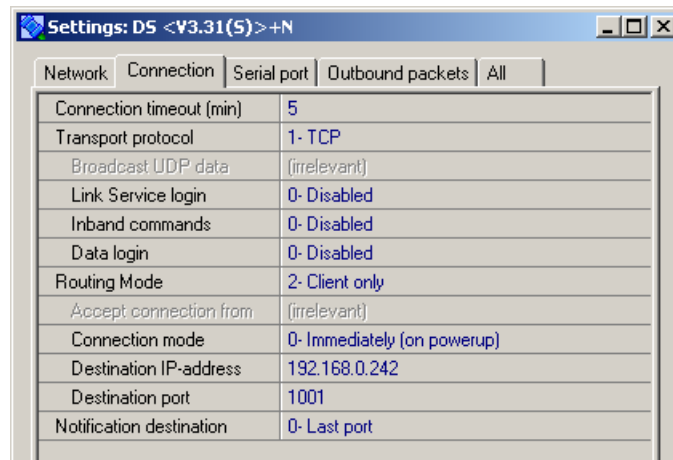 Settings: DS <V3.31(S)>+N
Network Connection Serial port Outbound packets All
Connection timeout (min) 5
Transport protocol 1- TCP
Broadcast UDP data (irrelevant)
Link Service login 0- Disabled
Inband commands 0- Disabled
Data login 0- Disabled
Routing Mode 2- Client only
Accept connection from (irrelevant)
Connection mode 0- Immediately (on powerup)
Destination IP-address 192.168.0.242
Destination port 1001
Notification destination 0- Last port